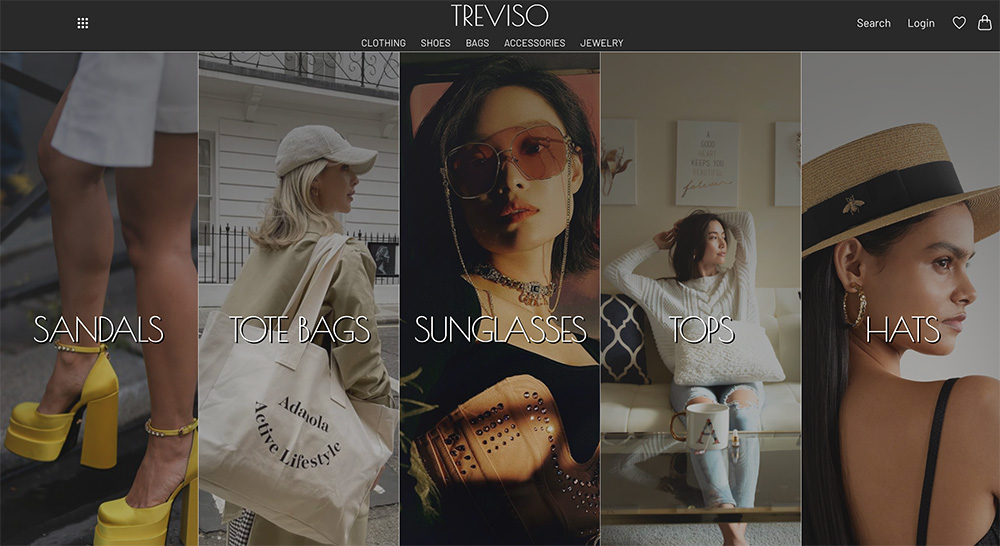 TREVISO
Search Login
CLOTHING SHOES BAGS ACCESSORIES JEWELRY
A
GOOD
HEART
KEEPS YOU
BEAUTIFUL
forever
SANDALS TOTE BAGS SUNGLASSES TOPS HATS
Adanola
Active Lifestyle
A